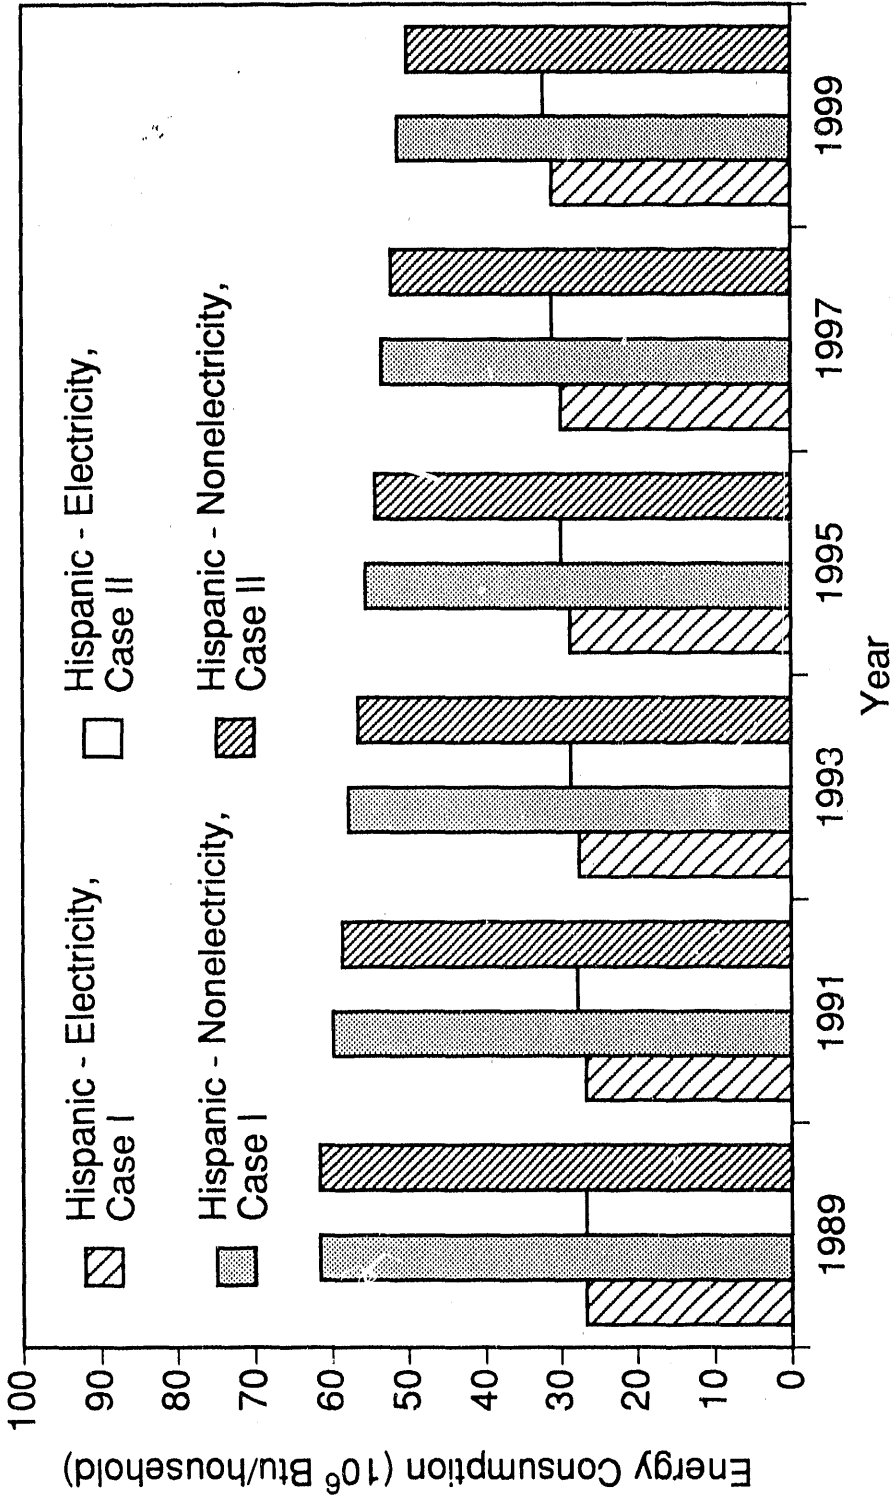 Energy Consumption (10⁶ Btu/household)
100
90
80
70
60
50
40
30
20
10
0
Hispanic - Electricity,
Case I
Hispanic - Electricity,
Case II
Hispanic - Nonelectricity,
Case I
Hispanic - Nonelectricity,
Case II
1989
1991
1993
1995
1997
1999
Year